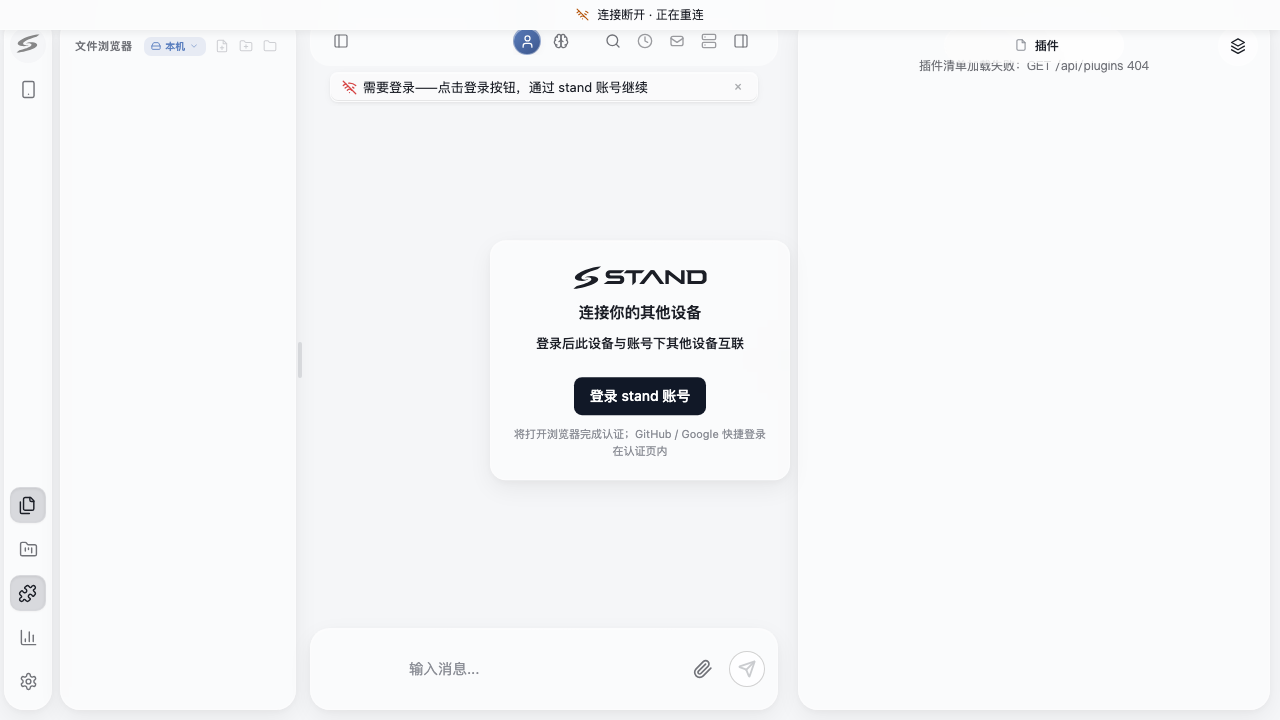 连接断开 · 正在重连
文件浏览器
本机
插件
插件清单加载失败：GET /api/plugins 404
需要登录——点击登录按钮，通过 stand 账号继续
STAND
连接你的其他设备
登录后此设备与账号下其他设备互联
登录 stand 账号
将打开浏览器完成认证；GitHub / Google 快捷登录
在认证页内
输入消息...